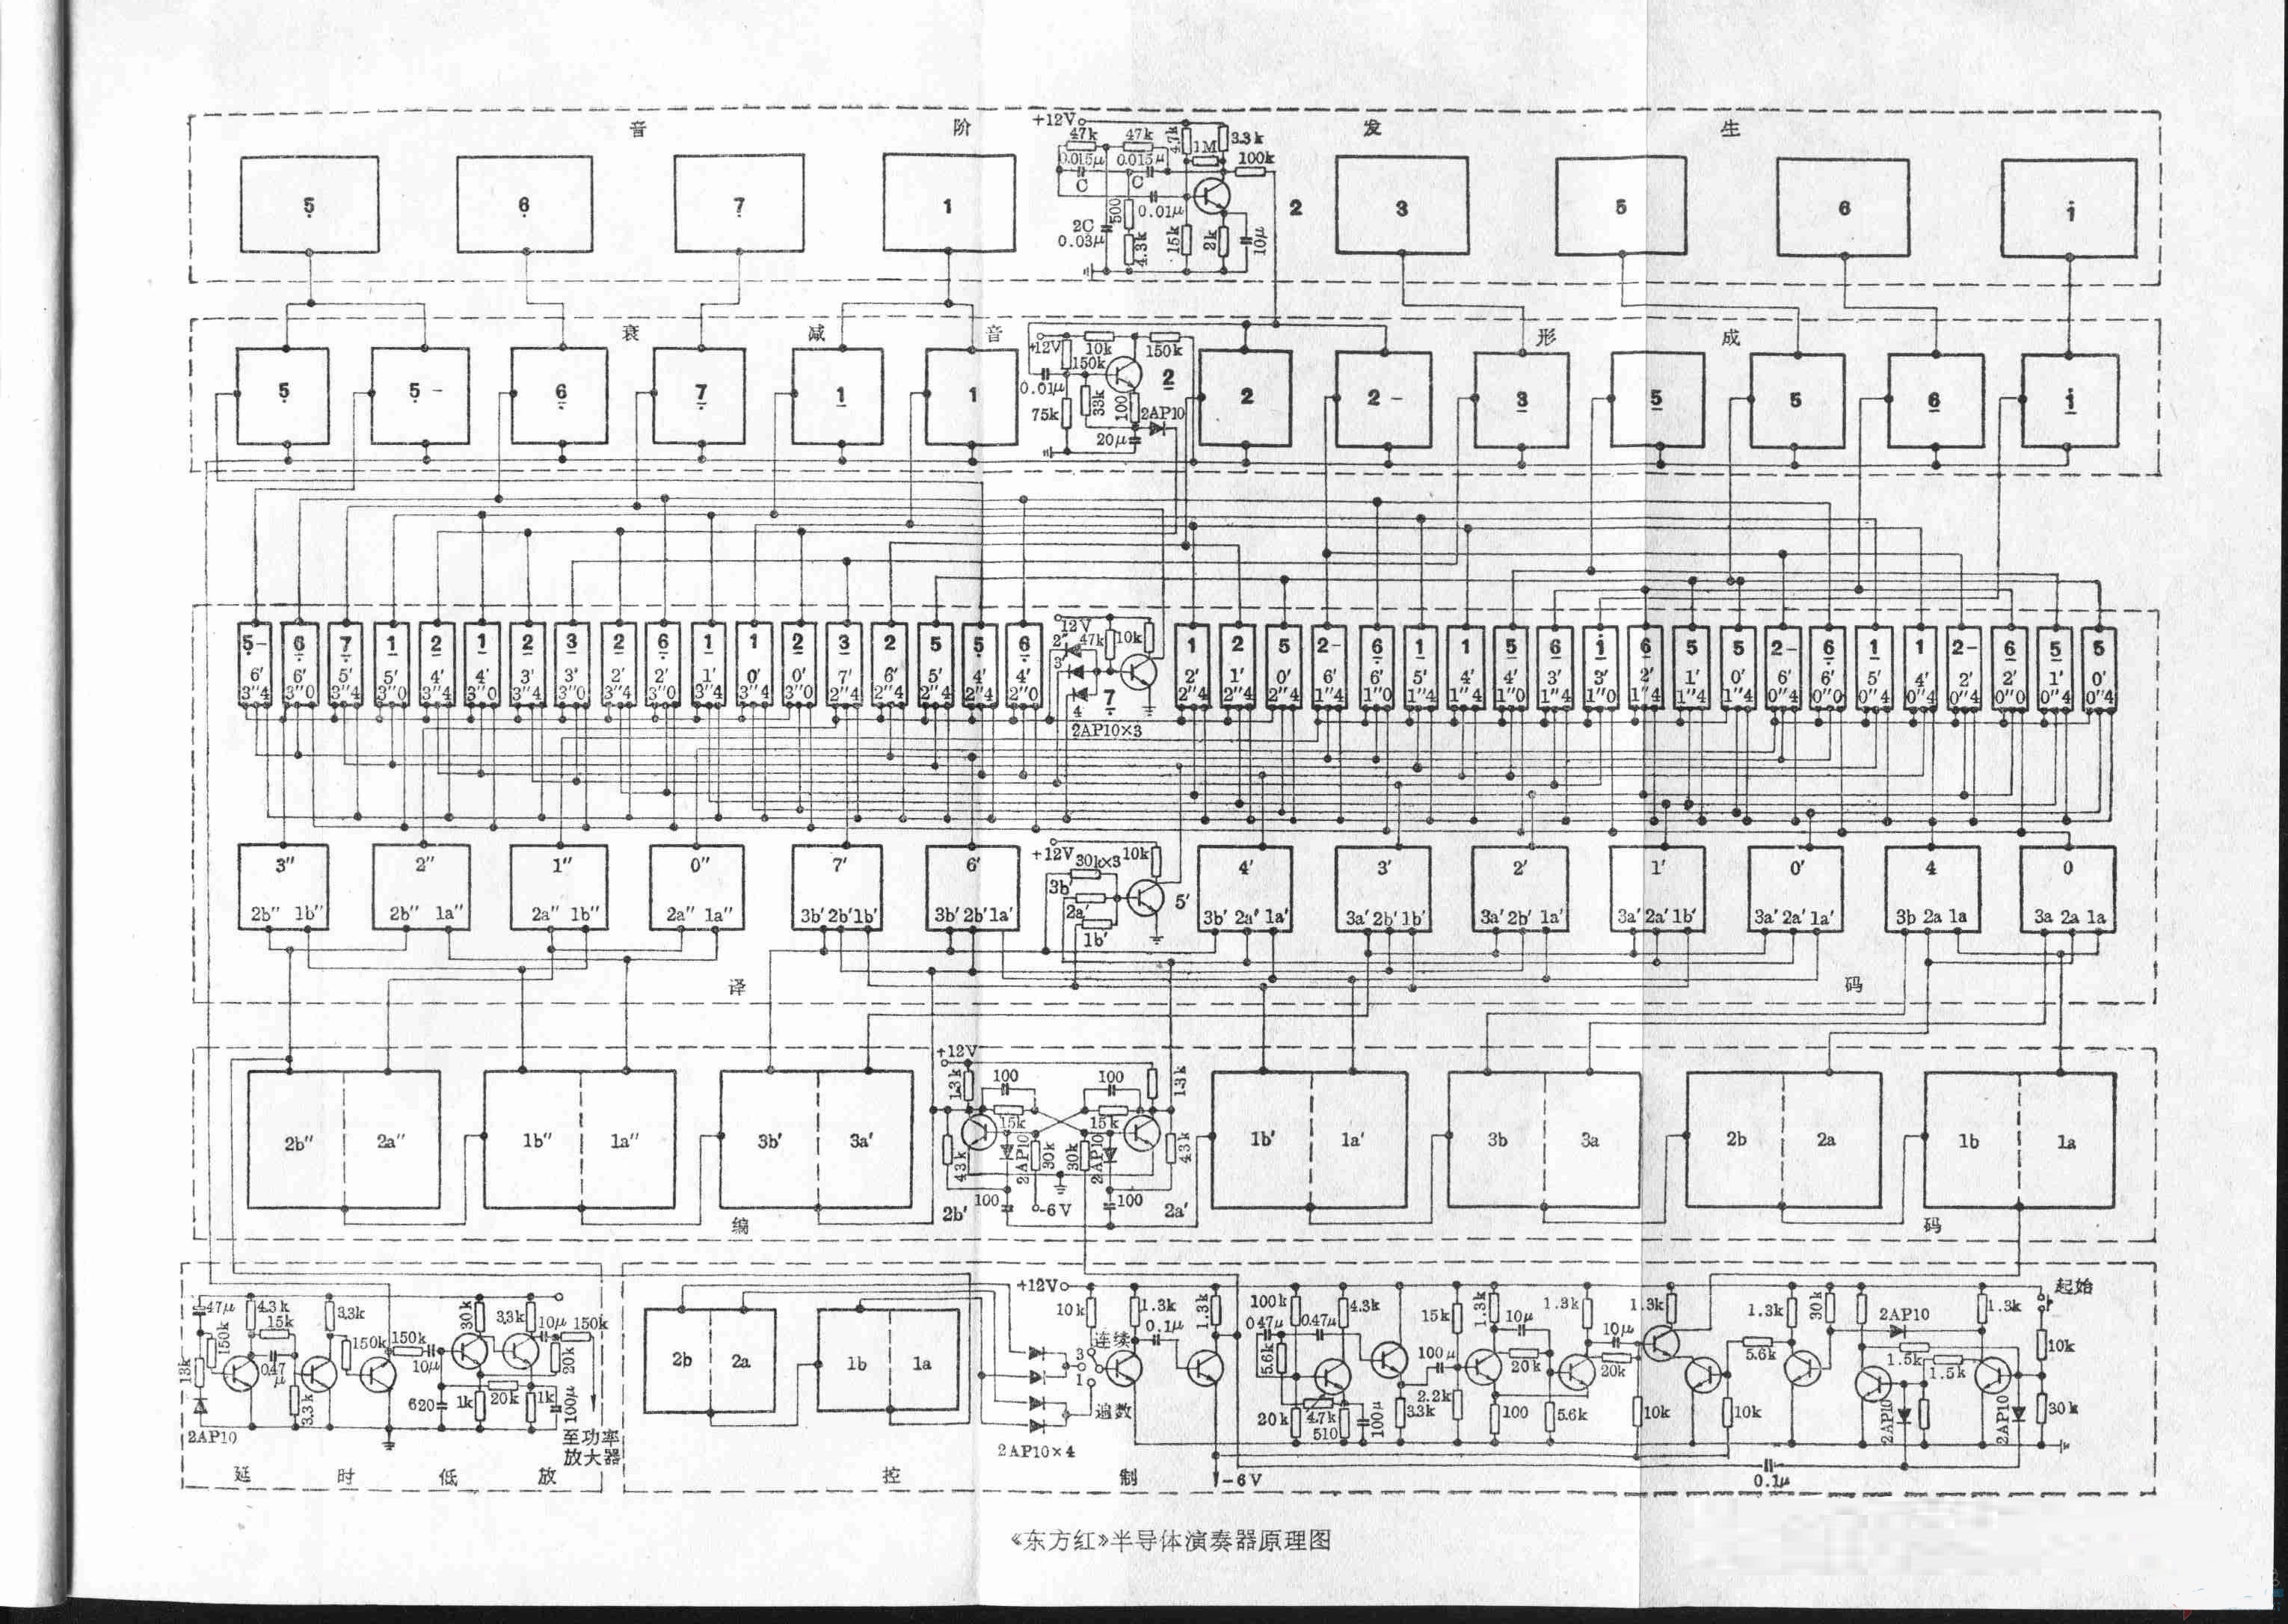 音 阶 发 生
5̣ 6̣ 7̣ 1 2 3 5 6 i
+12V 47k 47k 4.7k 1M 3.3k 100k
0.015μ 0.015μ
C C
500 0.01μ
2C 0.03μ 4.3k 15k 2k 10μ
衰 减 音 形 成
5̣ 5̣- 6̣ 7̣ 1 1 2 2 2- 3 5 5 6 i
+12V 10k 150k 150k
0.01μ 33k 100 2AP10
75k 20μ
5̣- 6̣ 7̣ 1 2 1 2 3 2 6̣ 1 1 2 3 2 5 5̣ 6̣ 7̣ 1 2 5 2- 6̣ 1 1 5 6 i 6 5 5 2- 6̣ 1 1 2- 6 5 5
6' 6' 5' 5' 4' 4' 3' 3' 2' 2' 1' 0' 0' 7' 6' 5' 4' 4' 2' 1' 0' 6' 6' 5' 4' 4' 3' 3' 2' 1' 0' 6' 6' 5' 4' 2' 2' 1' 0'
3"4 3"0 3"4 3"0 3"4 3"0 3"4 3"0 3"4 3"0 3"4 3"4 3"0 2"4 2"4 2"4 2"4 2"0 2"4 2"4 2"4 1"4 1"0 1"4 1"4 1"0 1"4 1"0 1"4 1"4 1"4 0"4 0"0 0"4 0"4 0"4 0"0 0"4 0"4
12V 47k 10k
2" 3' 4
2AP10×3
3" 2" 1" 0" 7' 6' 5' 4' 3' 2' 1' 0' 4 0
+12V 30k×3 10k
3b' 2a' 1b'
2b" 1b" 2b" 1a" 2a" 1b" 2a" 1a" 3b' 2b' 1b' 3b' 2b' 1a' 3b' 2a' 1a' 3a' 2b' 1b' 3a' 2b' 1a' 3a' 2a' 1b' 3a' 2a' 1a' 3b 2a 1a 3a 2a 1a
译 码
+12V 1.3k 100 100 1.3k
15k 15k
2b" 2a" 1b" 1a" 3b' 3a' 1b' 1a' 3b 3a 2b 2a 1b 1a
43k 2AP10 30k 30k 2AP10 43k
100 -6V 100
2b' 2a'
编 码
47μ 4.3k 15k 3.3k 30k 3.3k 10μ 150k
150k 150k 150k
13k 0.47μ 10μ 20k
3.3k 620 1k 20k 1k 100μ
2AP10
至功率
放大器
延 时 低 放
2b 2a 1b 1a
+12V 10k 1.3k 1.3k 100k 4.3k 15k 1.3k 10μ 1.3k 10μ 1.3k 1.3k 30k 2AP10 1.3k 起始
连续 0.1μ 0.47μ 0.47μ 10k
3
1
5.6k 100μ 20k 20k 5.6k 1.5k 1.5k
遍数 2.2k
20k 4.7k 510 100μ 33k 100 5.6k 10k 10k 2AP10 2AP10 30k
2AP10×4
-6V 0.1μ
控 制
《东方红》半导体演奏器原理图